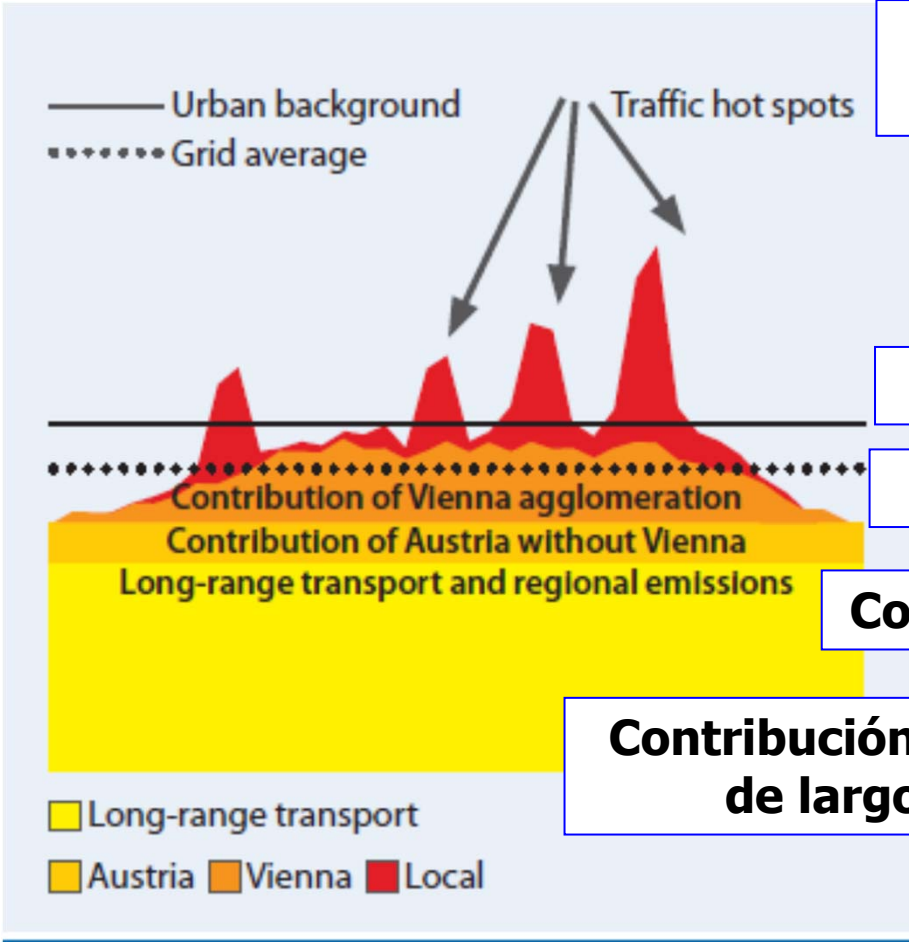 Urban background
Traffic hot spots
Grid average
Contribution of Vienna agglomeration
Contribution of Austria without Vienna
Long-range transport and regional emissions
Contribución
de largo
Long-range transport
Austria Vienna Local